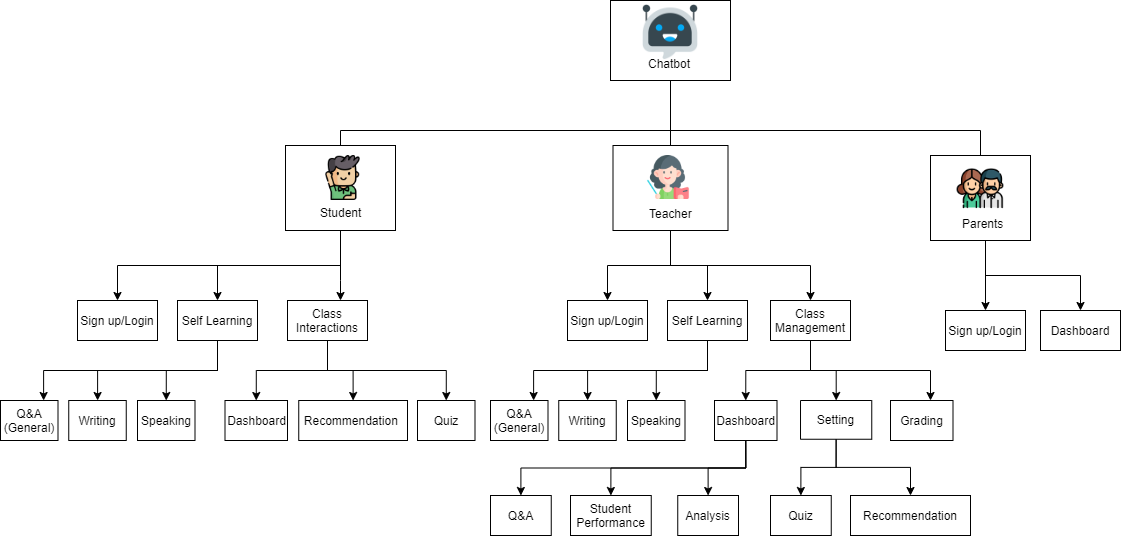 Chatbot
Student
Teacher
Parents
Sign up/Login
Self Learning
Class
Interactions
Sign up/Login
Self Learning
Class
Management
Sign up/Login
Dashboard
Q&A
(General)
Writing
Speaking
Dashboard
Recommendation
Quiz
Q&A
(General)
Writing
Speaking
Dashboard
Setting
Grading
Q&A
Student
Performance
Analysis
Quiz
Recommendation